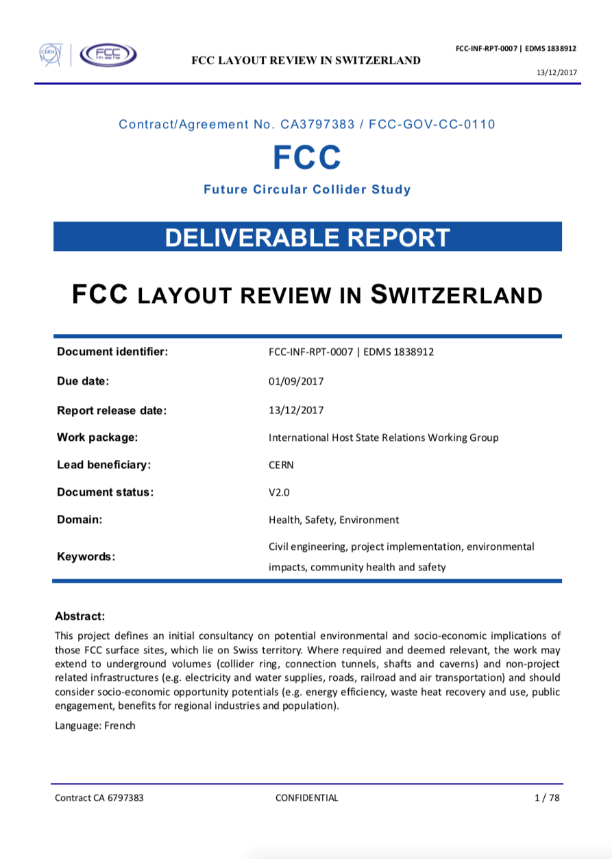 CERN
FCC
FCC LAYOUT REVIEW IN SWITZERLAND
FCC-INF-RPT-0007 | EDMS 1838912
13/12/2017
Contract/Agreement No. CA3797383 / FCC-GOV-CC-0110
FCC
Future Circular Collider Study
DELIVERABLE REPORT
FCC LAYOUT REVIEW IN SWITZERLAND
Document identifier: FCC-INF-RPT-0007 | EDMS 1838912
Due date: 01/09/2017
Report release date: 13/12/2017
Work package: International Host State Relations Working Group
Lead beneficiary: CERN
Document status: V2.0
Domain: Health, Safety, Environment
Keywords: Civil engineering, project implementation, environmental
impacts, community health and safety
Abstract:
This project defines an initial consultancy on potential environmental and socio-economic implications of
those FCC surface sites, which lie on Swiss territory. Where required and deemed relevant, the work may
extend to underground volumes (collider ring, connection tunnels, shafts and caverns) and non-project
related infrastructures (e.g. electricity and water supplies, roads, railroad and air transportation) and should
consider socio-economic opportunity potentials (e.g. energy efficiency, waste heat recovery and use, public
engagement, benefits for regional industries and population).
Language: French
Contract CA 6797383
CONFIDENTIAL
1 / 78